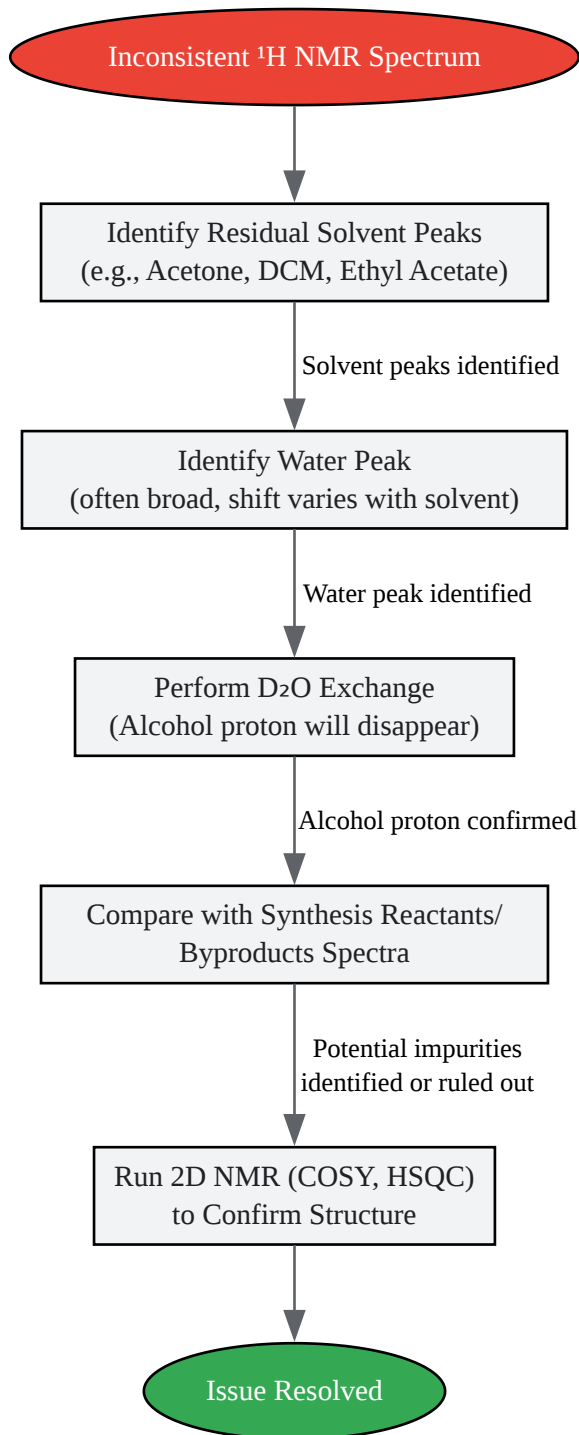 Inconsistent ¹H NMR Spectrum
Identify Residual Solvent Peaks
(e.g., Acetone, DCM, Ethyl Acetate)
Solvent peaks identified
Identify Water Peak
(often broad, shift varies with solvent)
Water peak identified
Perform D₂O Exchange
(Alcohol proton will disappear)
Alcohol proton confirmed
Compare with Synthesis Reactants/
Byproducts Spectra
Potential impurities
identified or ruled out
Run 2D NMR (COSY, HSQC)
to Confirm Structure
Issue Resolved